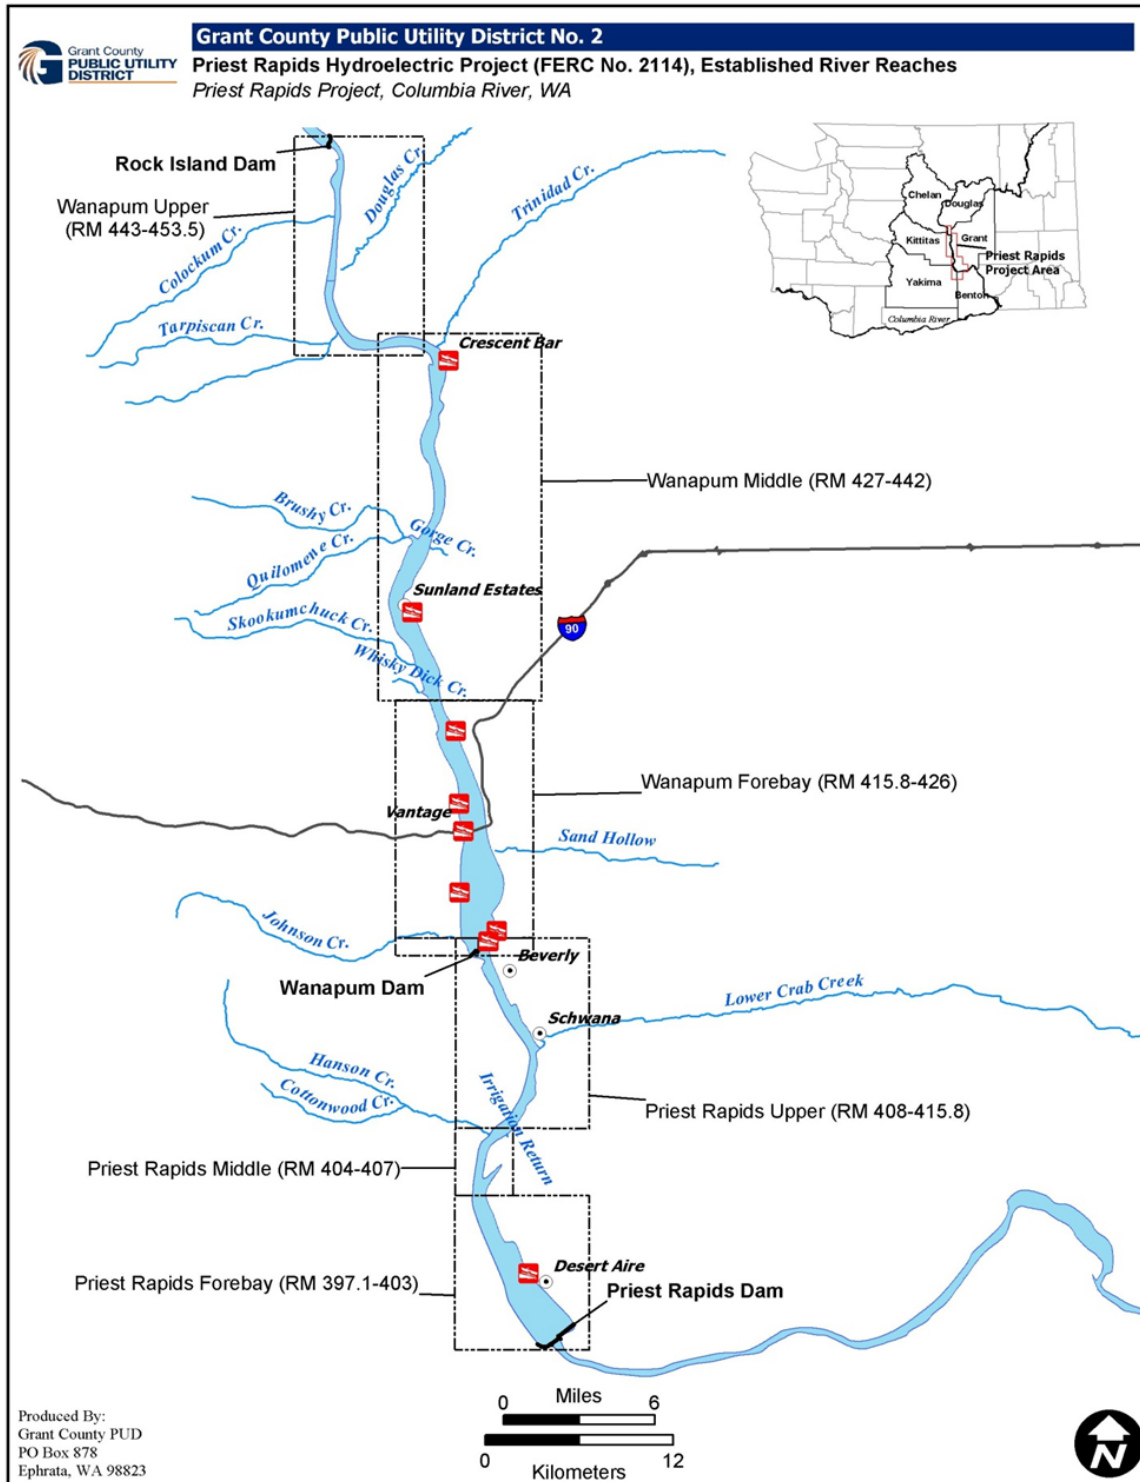 Grant County
PUBLIC UTILITY
DISTRICT
Grant County Public Utility District No. 2
Priest Rapids Hydroelectric Project (FERC No. 2114), Established River Reaches
Priest Rapids Project, Columbia River, WA
Rock Island Dam
Wanapum Upper
(RM 443-453.5)
Douglas Cr.
Trinidad Cr.
Colockum Cr.
Tarpiscan Cr.
Crescent Bar
Chelan
Douglas
Kittitas
Grant
Priest Rapids
Project Area
Yakima
Benton
Columbia River
Wanapum Middle (RM 427-442)
Brushy Cr.
Gorge Cr.
Quilomene Cr.
Sunland Estates
Skookumchuck Cr.
90
Whisky Dick Cr.
Wanapum Forebay (RM 415.8-426)
Vantage
Sand Hollow
Johnson Cr.
Beverly
Wanapum Dam
Lower Crab Creek
Schwana
Hanson Cr.
Cottonwood Cr.
Irrigation Return
Priest Rapids Upper (RM 408-415.8)
Priest Rapids Middle (RM 404-407)
Desert Aire
Priest Rapids Forebay (RM 397.1-403)
Priest Rapids Dam
Miles
0 6
0 12
Kilometers
Produced By:
Grant County PUD
PO Box 878
Ephrata, WA 98823
N